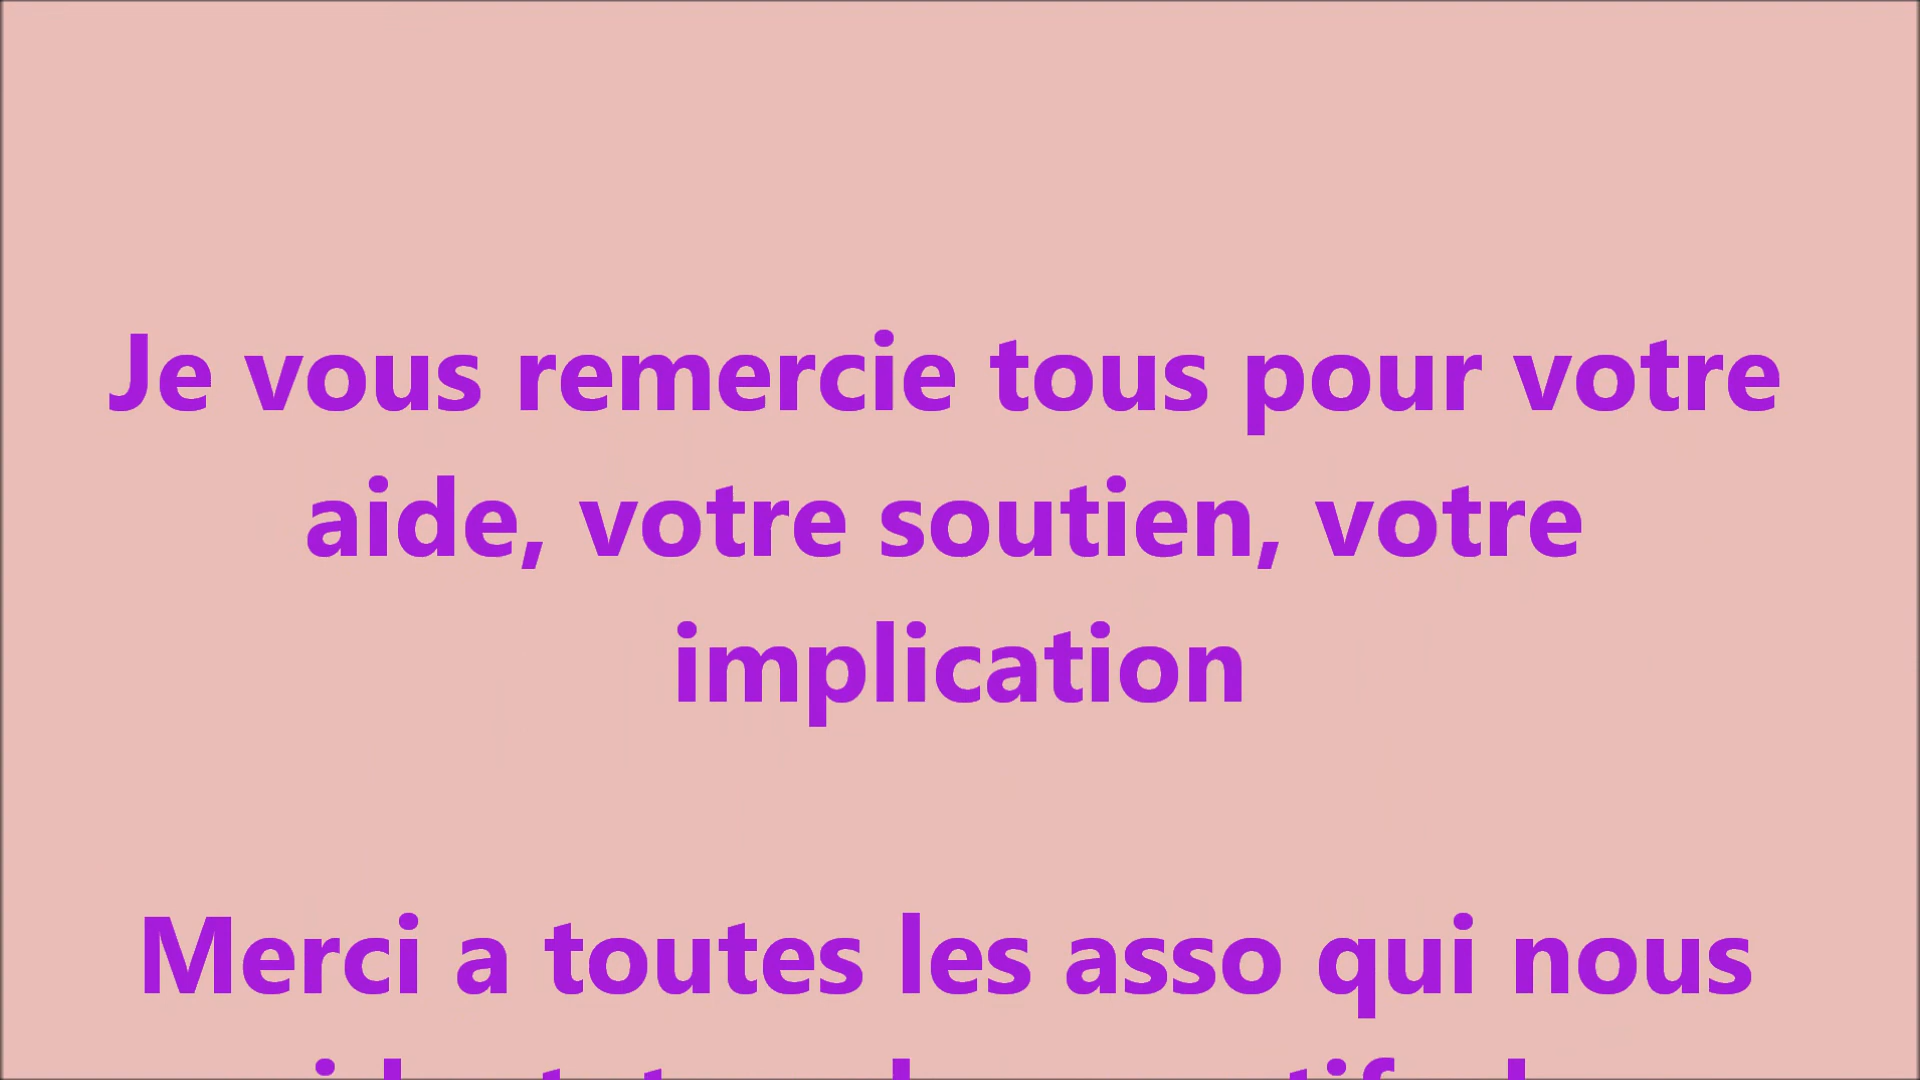 Je vous remercie tous pour votre
aide, votre soutien, votre
implication
Merci a toutes les asso qui nous